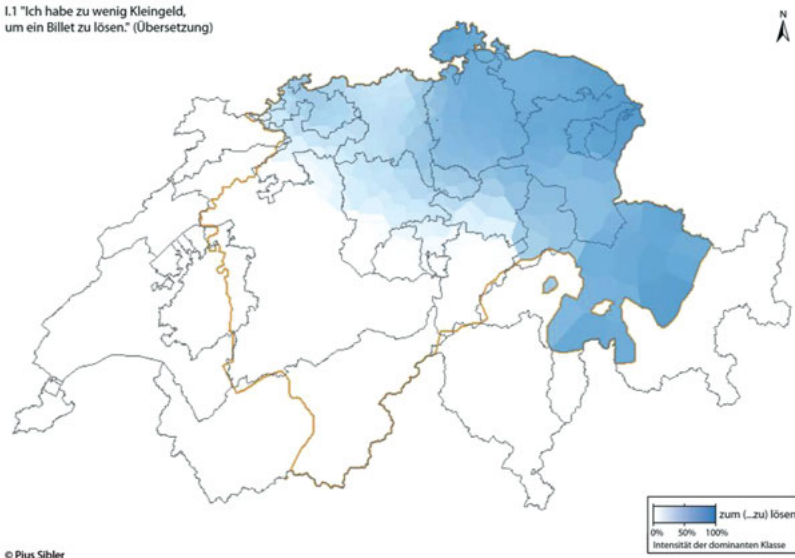 I.1 "Ich habe zu wenig Kleingeld,
um ein Billet zu lösen." (Übersetzung)
N
zum (...zu) lösen
0% 50% 100%
Intensität der dominanten Klasse
© Pius Sibler